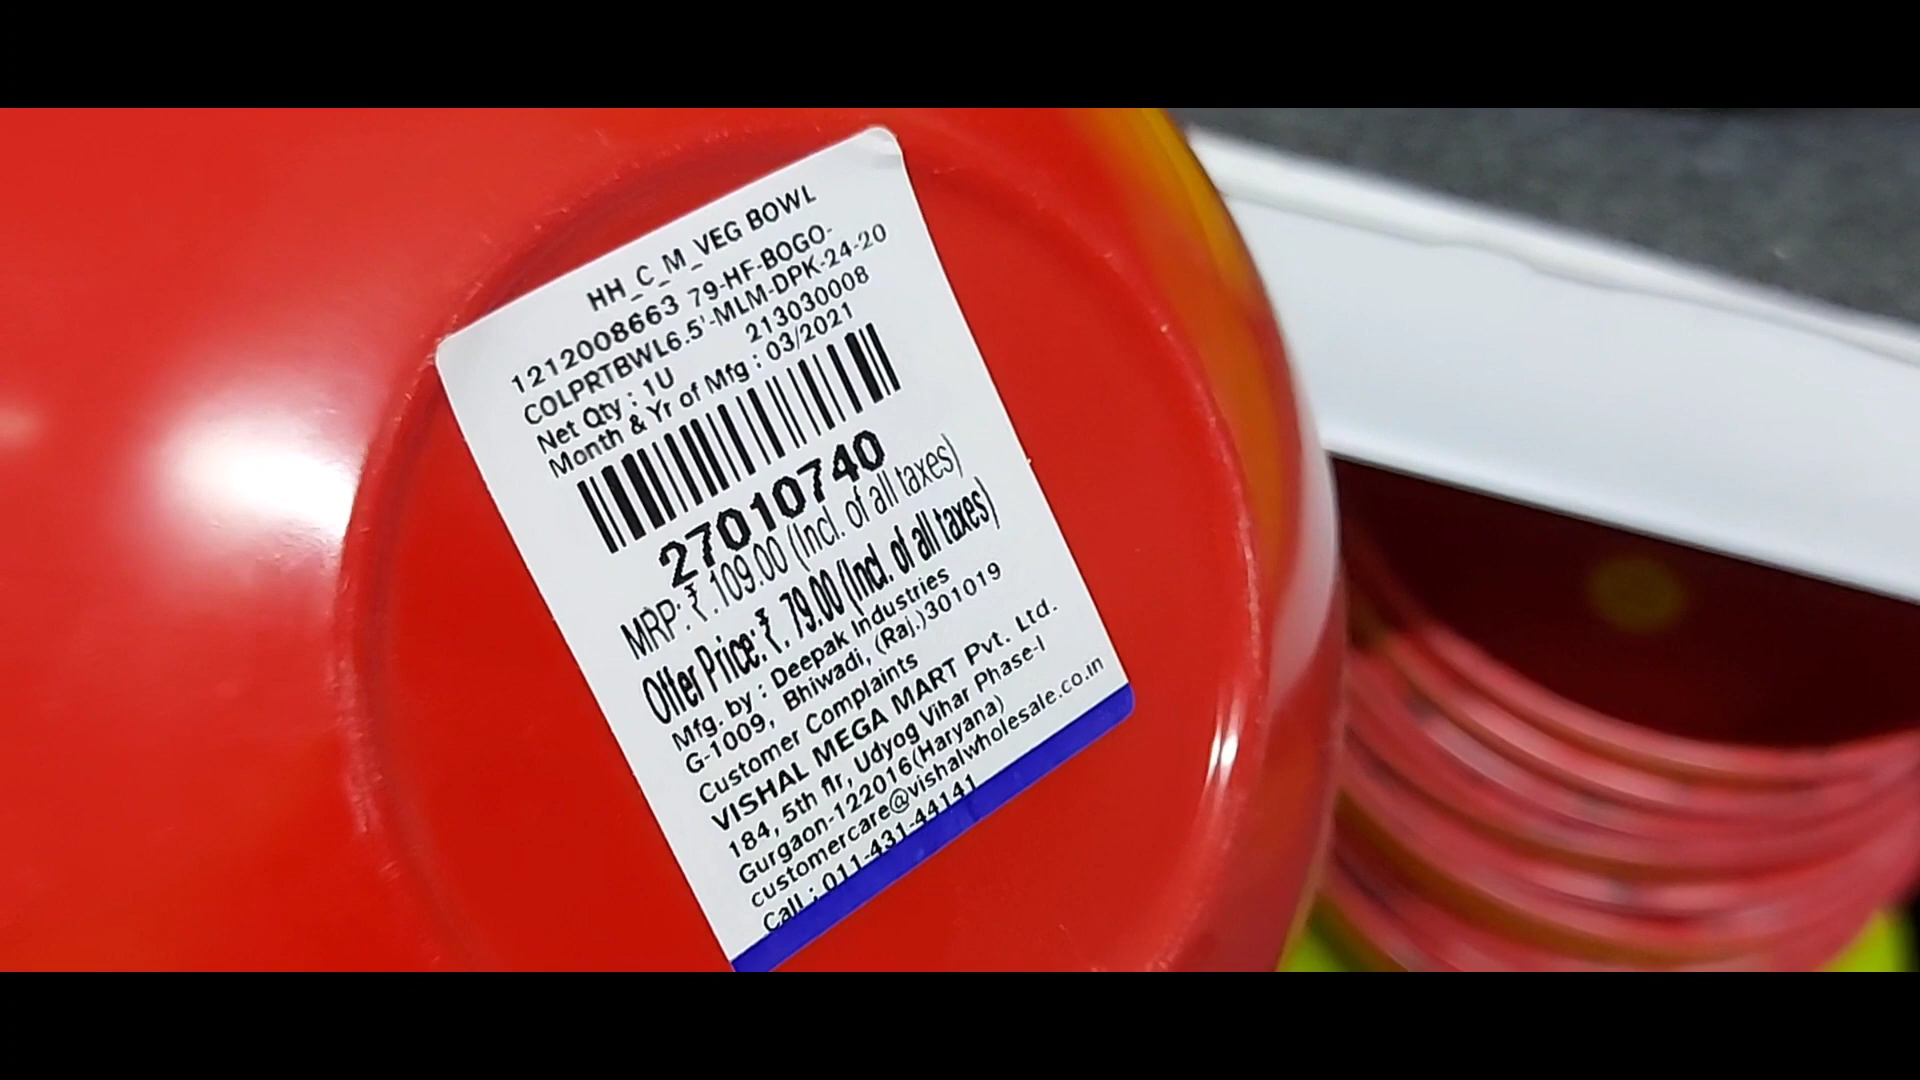 HH_C_M_VEG BOWL
1212008663 79-HF-BOGO-
COLPRTBWL6.5'-MLM-DPK-24-20
Net Qty : 1U 213030008
Month & Yr of Mfg : 03/2021
27010740
MRP: ₹ .109.00 (Incl. of all taxes)
Offer Price: ₹ . 79.00 (Incl. of all taxes)
Mfg. by : Deepak Industries
G-1009, Bhiwadi, (Raj.)301019
Customer Complaints
VISHAL MEGA MART Pvt. Ltd.
184, 5th flr, Udyog Vihar Phase-I
Gurgaon-122016(Haryana)
customercare@vishalwholesale.co.in
Call : 011-431-44141